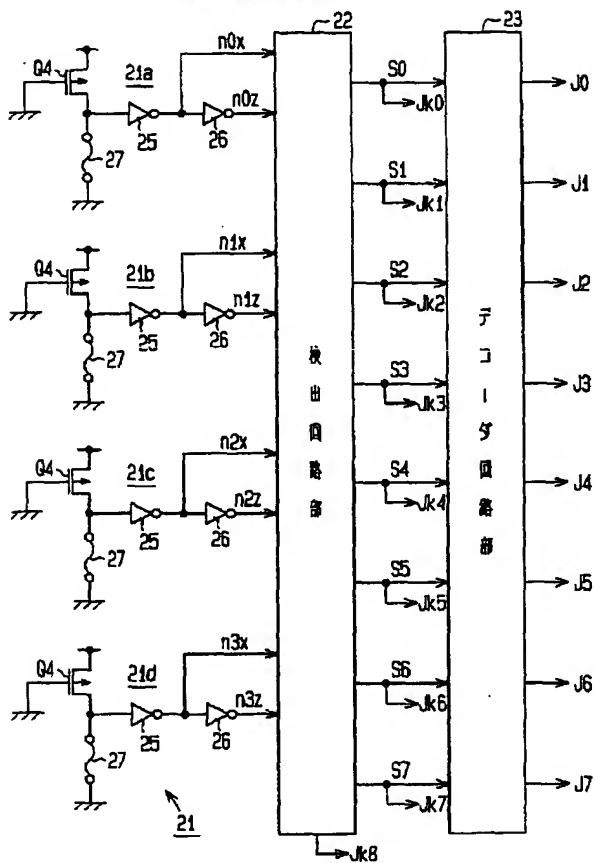 22
23
Q4
21a
n0x
25
26
n0z
27
S0
Jk0
J0
Q4
21b
n1x
25
26
n1z
27
S1
Jk1
J1
S2
Jk2
J2
検出回路部
デコーダ回路部
S3
Jk3
J3
Q4
21c
n2x
25
26
n2z
27
S4
Jk4
J4
S5
Jk5
J5
Q4
21d
n3x
25
26
n3z
27
S6
Jk6
J6
S7
Jk7
J7
21
Jk8